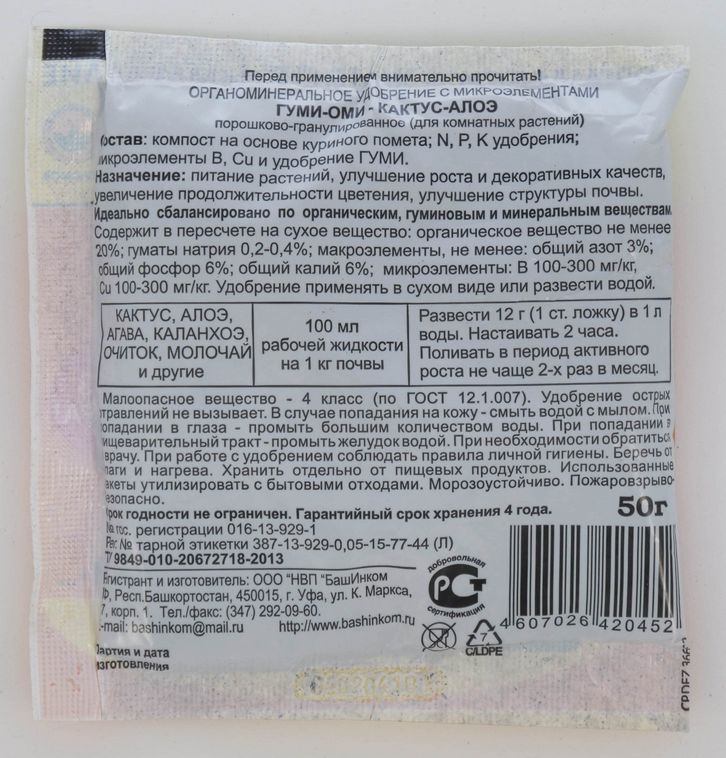 Перед применением внимательно прочитать!
ОРГАНОМИНЕРАЛЬНОЕ УДОБРЕНИЕ С МИКРОЭЛЕМЕНТАМИ
ГУМИ-ОМИ - КАКТУС-АЛОЭ
порошково-гранулированное (для комнатных растений)
Состав: компост на основе куриного помета; N, P, K удобрения;
микроэлементы B, Cu и удобрение ГУМИ.
Назначение: питание растений, улучшение роста и декоративных качеств,
увеличение продолжительности цветения, улучшение структуры почвы.
Идеально сбалансировано по органическим, гуминовым и минеральным веществам.
Содержит в пересчете на сухое вещество: органическое вещество не менее
20%; гуматы натрия 0,2-0,4%; макроэлементы, не менее: общий азот 3%;
общий фосфор 6%; общий калий 6%; микроэлементы: B 100-300 мг/кг,
Cu 100-300 мг/кг. Удобрение применять в сухом виде или развести водой.
КАКТУС, АЛОЭ,
АГАВА, КАЛАНХОЭ,
ОЧИТОК, МОЛОЧАЙ
и другие
100 мл
рабочей жидкости
на 1 кг почвы
Развести 12 г (1 ст. ложку) в 1 л
воды. Настаивать 2 часа.
Поливать в период активного
роста не чаще 2-х раз в месяц.
Малоопасное вещество - 4 класс (по ГОСТ 12.1.007). Удобрение острых
отравлений не вызывает. В случае попадания на кожу - смыть водой с мылом. При
попадании в глаза - промыть большим количеством воды. При попадании в
пищеварительный тракт - промыть желудок водой. При необходимости обратиться
к врачу. При работе с удобрением соблюдать правила личной гигиены. Беречь от
влаги и нагрева. Хранить отдельно от пищевых продуктов. Использованные
пакеты утилизировать с бытовыми отходами. Морозоустойчиво. Пожаровзрыво-
безопасно.
Срок годности не ограничен. Гарантийный срок хранения 4 года.
50г
№ гос. регистрации 016-13-929-1
Рег. № тарной этикетки 387-13-929-0,05-15-77-44 (Л)
ТУ 9849-010-20672718-2013
Регистрант и изготовитель: ООО "НВП "БашИнком
РФ, Респ.Башкортостан, 450015, г. Уфа, ул. К. Маркса,
37, корп. 1. Тел./факс: (347) 292-09-60.
E-mail: bashinkom@mail.ru http://www.bashinkom.ru
добровольная
РСТ
сертификация
7
C/LDPE
4 607026 420452
Партия и дата
изготовления